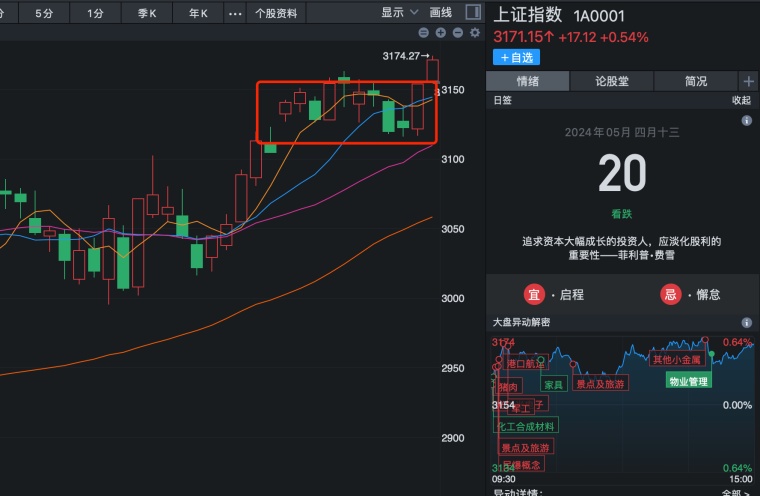 分 5分 1分 季K 年K ... 个股资料
显示 画线
3174.27→
3150
3100
3050
3000
2950
2900
上证指数 1A0001
3171.15↑ +17.12 +0.54%
+自选
情绪 论股堂 简况 +
日签 收起
2024年05月 四月十三
20
看跌
追求资本大幅成长的投资人，应淡化股利的
重要性——菲利普·费雪
宜 · 启程
忌 · 懈怠
大盘异动解密
3174 0.64%
港口航运
其他小金属
猪肉
家具
景点及旅游
物业管理
3154 军工 子 0.00%
化工合成材料
景点及旅游
民爆概念
3134 0.64%
09:30 15:00
异动详情: 全部 >